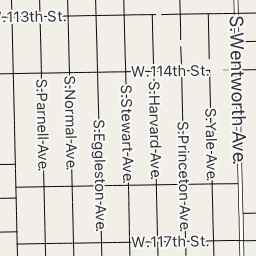 W. 113th St.
W. 114th St.
S. Wentworth Ave.
S. Parnell Ave.
S. Normal Ave.
S. Eggleston Ave.
S. Stewart Ave.
S. Harvard Ave.
S. Princeton Ave.
S. Yale Ave.
W. 117th St.